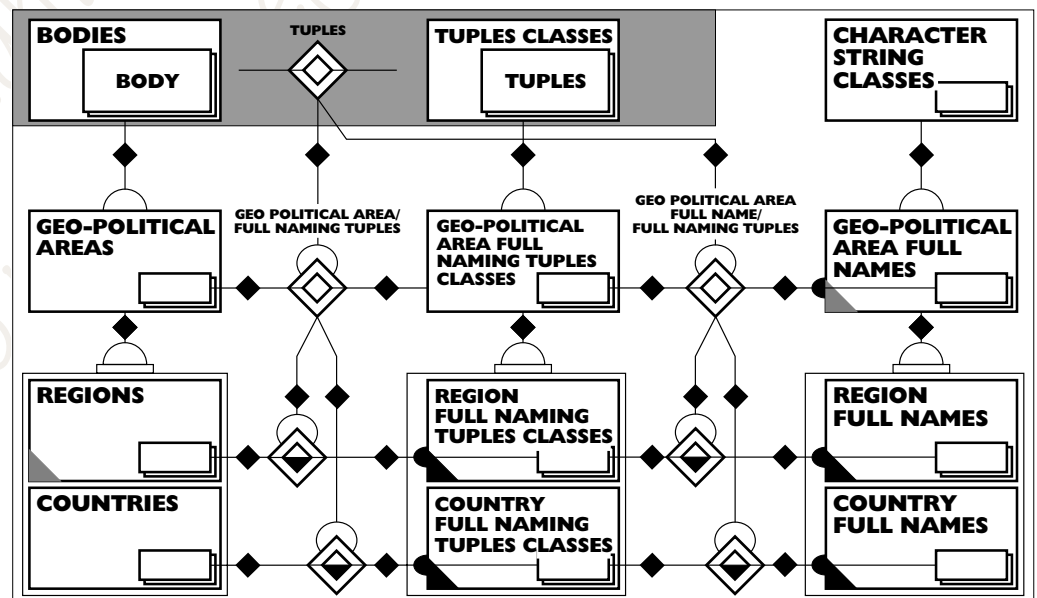 BODIES
BODY
TUPLES
TUPLES CLASSES
TUPLES
CHARACTER
STRING
CLASSES
GEO-POLITICAL
AREAS
GEO POLITICAL AREA/
FULL NAMING TUPLES
GEO-POLITICAL
AREA FULL
NAMING TUPLES
CLASSES
GEO POLITICAL AREA
FULL NAME/
FULL NAMING TUPLES
GEO-POLITICAL
AREA FULL
NAMES
REGIONS
REGION
FULL NAMING
TUPLES CLASSES
REGION
FULL NAMES
COUNTRIES
COUNTRY
FULL NAMING
TUPLES CLASSES
COUNTRY
FULL NAMES